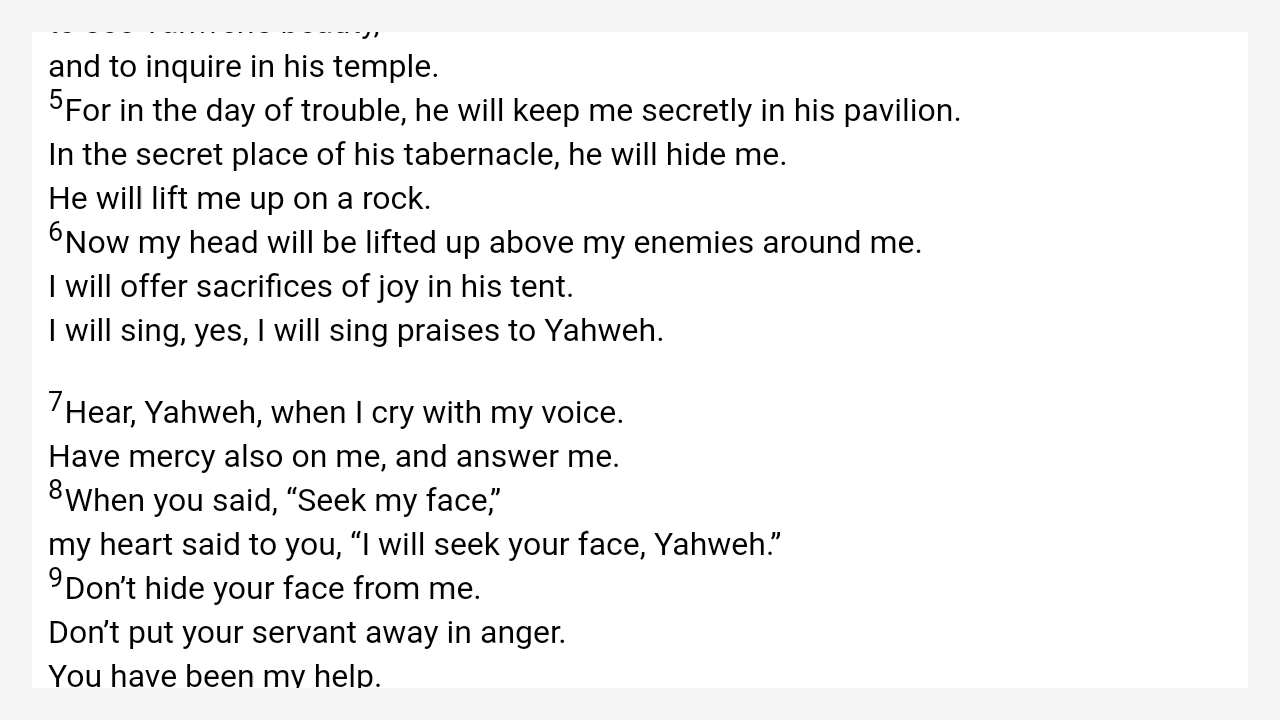 to see Yahweh's beauty,
and to inquire in his temple.
5For in the day of trouble, he will keep me secretly in his pavilion.
In the secret place of his tabernacle, he will hide me.
He will lift me up on a rock.
6Now my head will be lifted up above my enemies around me.
I will offer sacrifices of joy in his tent.
I will sing, yes, I will sing praises to Yahweh.
7Hear, Yahweh, when I cry with my voice.
Have mercy also on me, and answer me.
8When you said, “Seek my face,”
my heart said to you, “I will seek your face, Yahweh.”
9Don’t hide your face from me.
Don’t put your servant away in anger.
You have been my help.